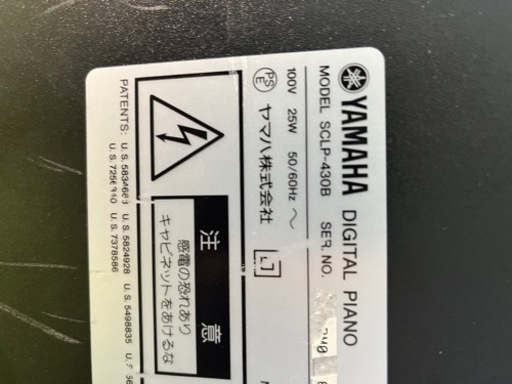 YAMAHA DIGITAL PIANO
MODEL SCLP-430B SER.NO.
100V 25W 50/60Hz ～
PSE ヤマハ株式会社
注意
感電の恐れあり
キャビネットをあけるな
PATENTS: U.S. 5824928 U.S. 5498835
U.S. 7378586